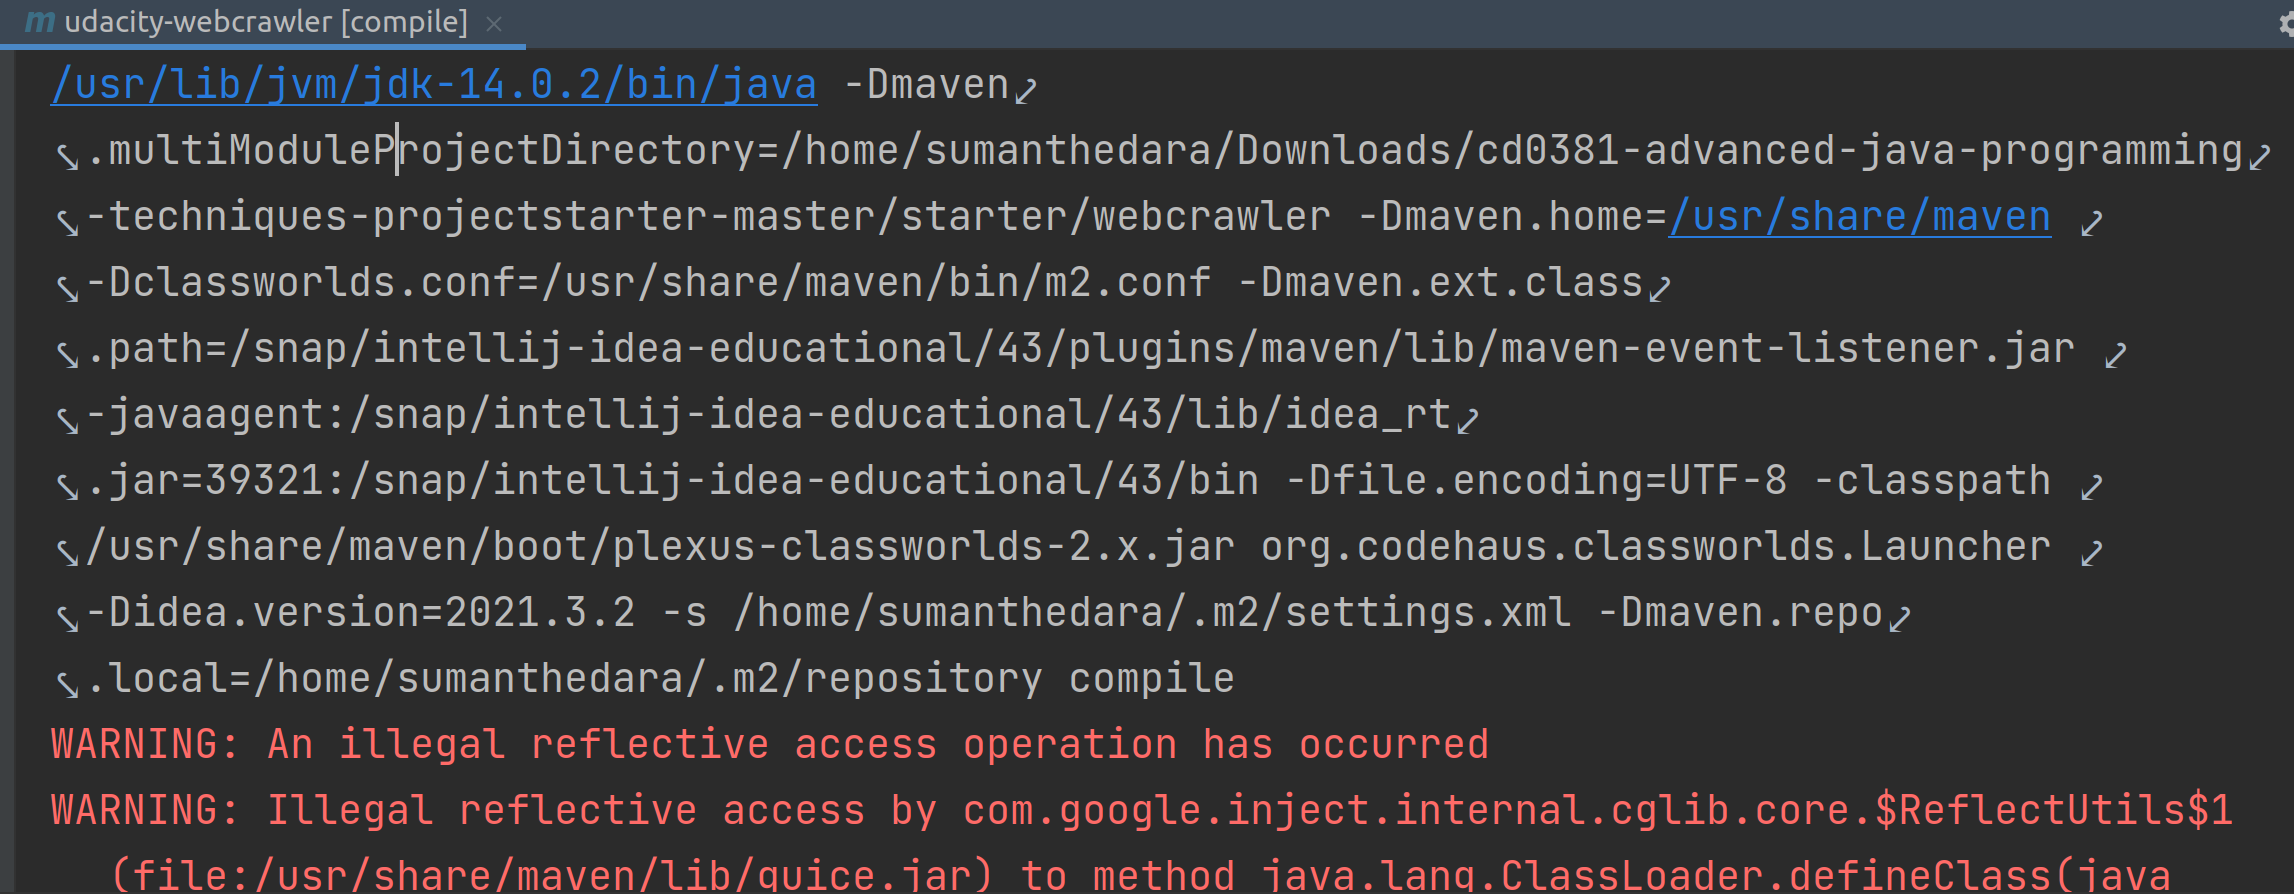 m udacity-webcrawler [compile] ×
/usr/lib/jvm/jdk-14.0.2/bin/java -Dmaven
.multiModuleProjectDirectory=/home/sumanthedara/Downloads/cd0381-advanced-java-programming
-techniques-projectstarter-master/starter/webcrawler -Dmaven.home=/usr/share/maven
-Dclassworlds.conf=/usr/share/maven/bin/m2.conf -Dmaven.ext.class
.path=/snap/intellij-idea-educational/43/plugins/maven/lib/maven-event-listener.jar
-javaagent:/snap/intellij-idea-educational/43/lib/idea_rt
.jar=39321:/snap/intellij-idea-educational/43/bin -Dfile.encoding=UTF-8 -classpath
/usr/share/maven/boot/plexus-classworlds-2.x.jar org.codehaus.classworlds.Launcher
-Didea.version=2021.3.2 -s /home/sumanthedara/.m2/settings.xml -Dmaven.repo
.local=/home/sumanthedara/.m2/repository compile
WARNING: An illegal reflective access operation has occurred
WARNING: Illegal reflective access by com.google.inject.internal.cglib.core.$ReflectUtils$1
(file:/usr/share/maven/lib/guice.jar) to method java.lang.ClassLoader.defineClass(java